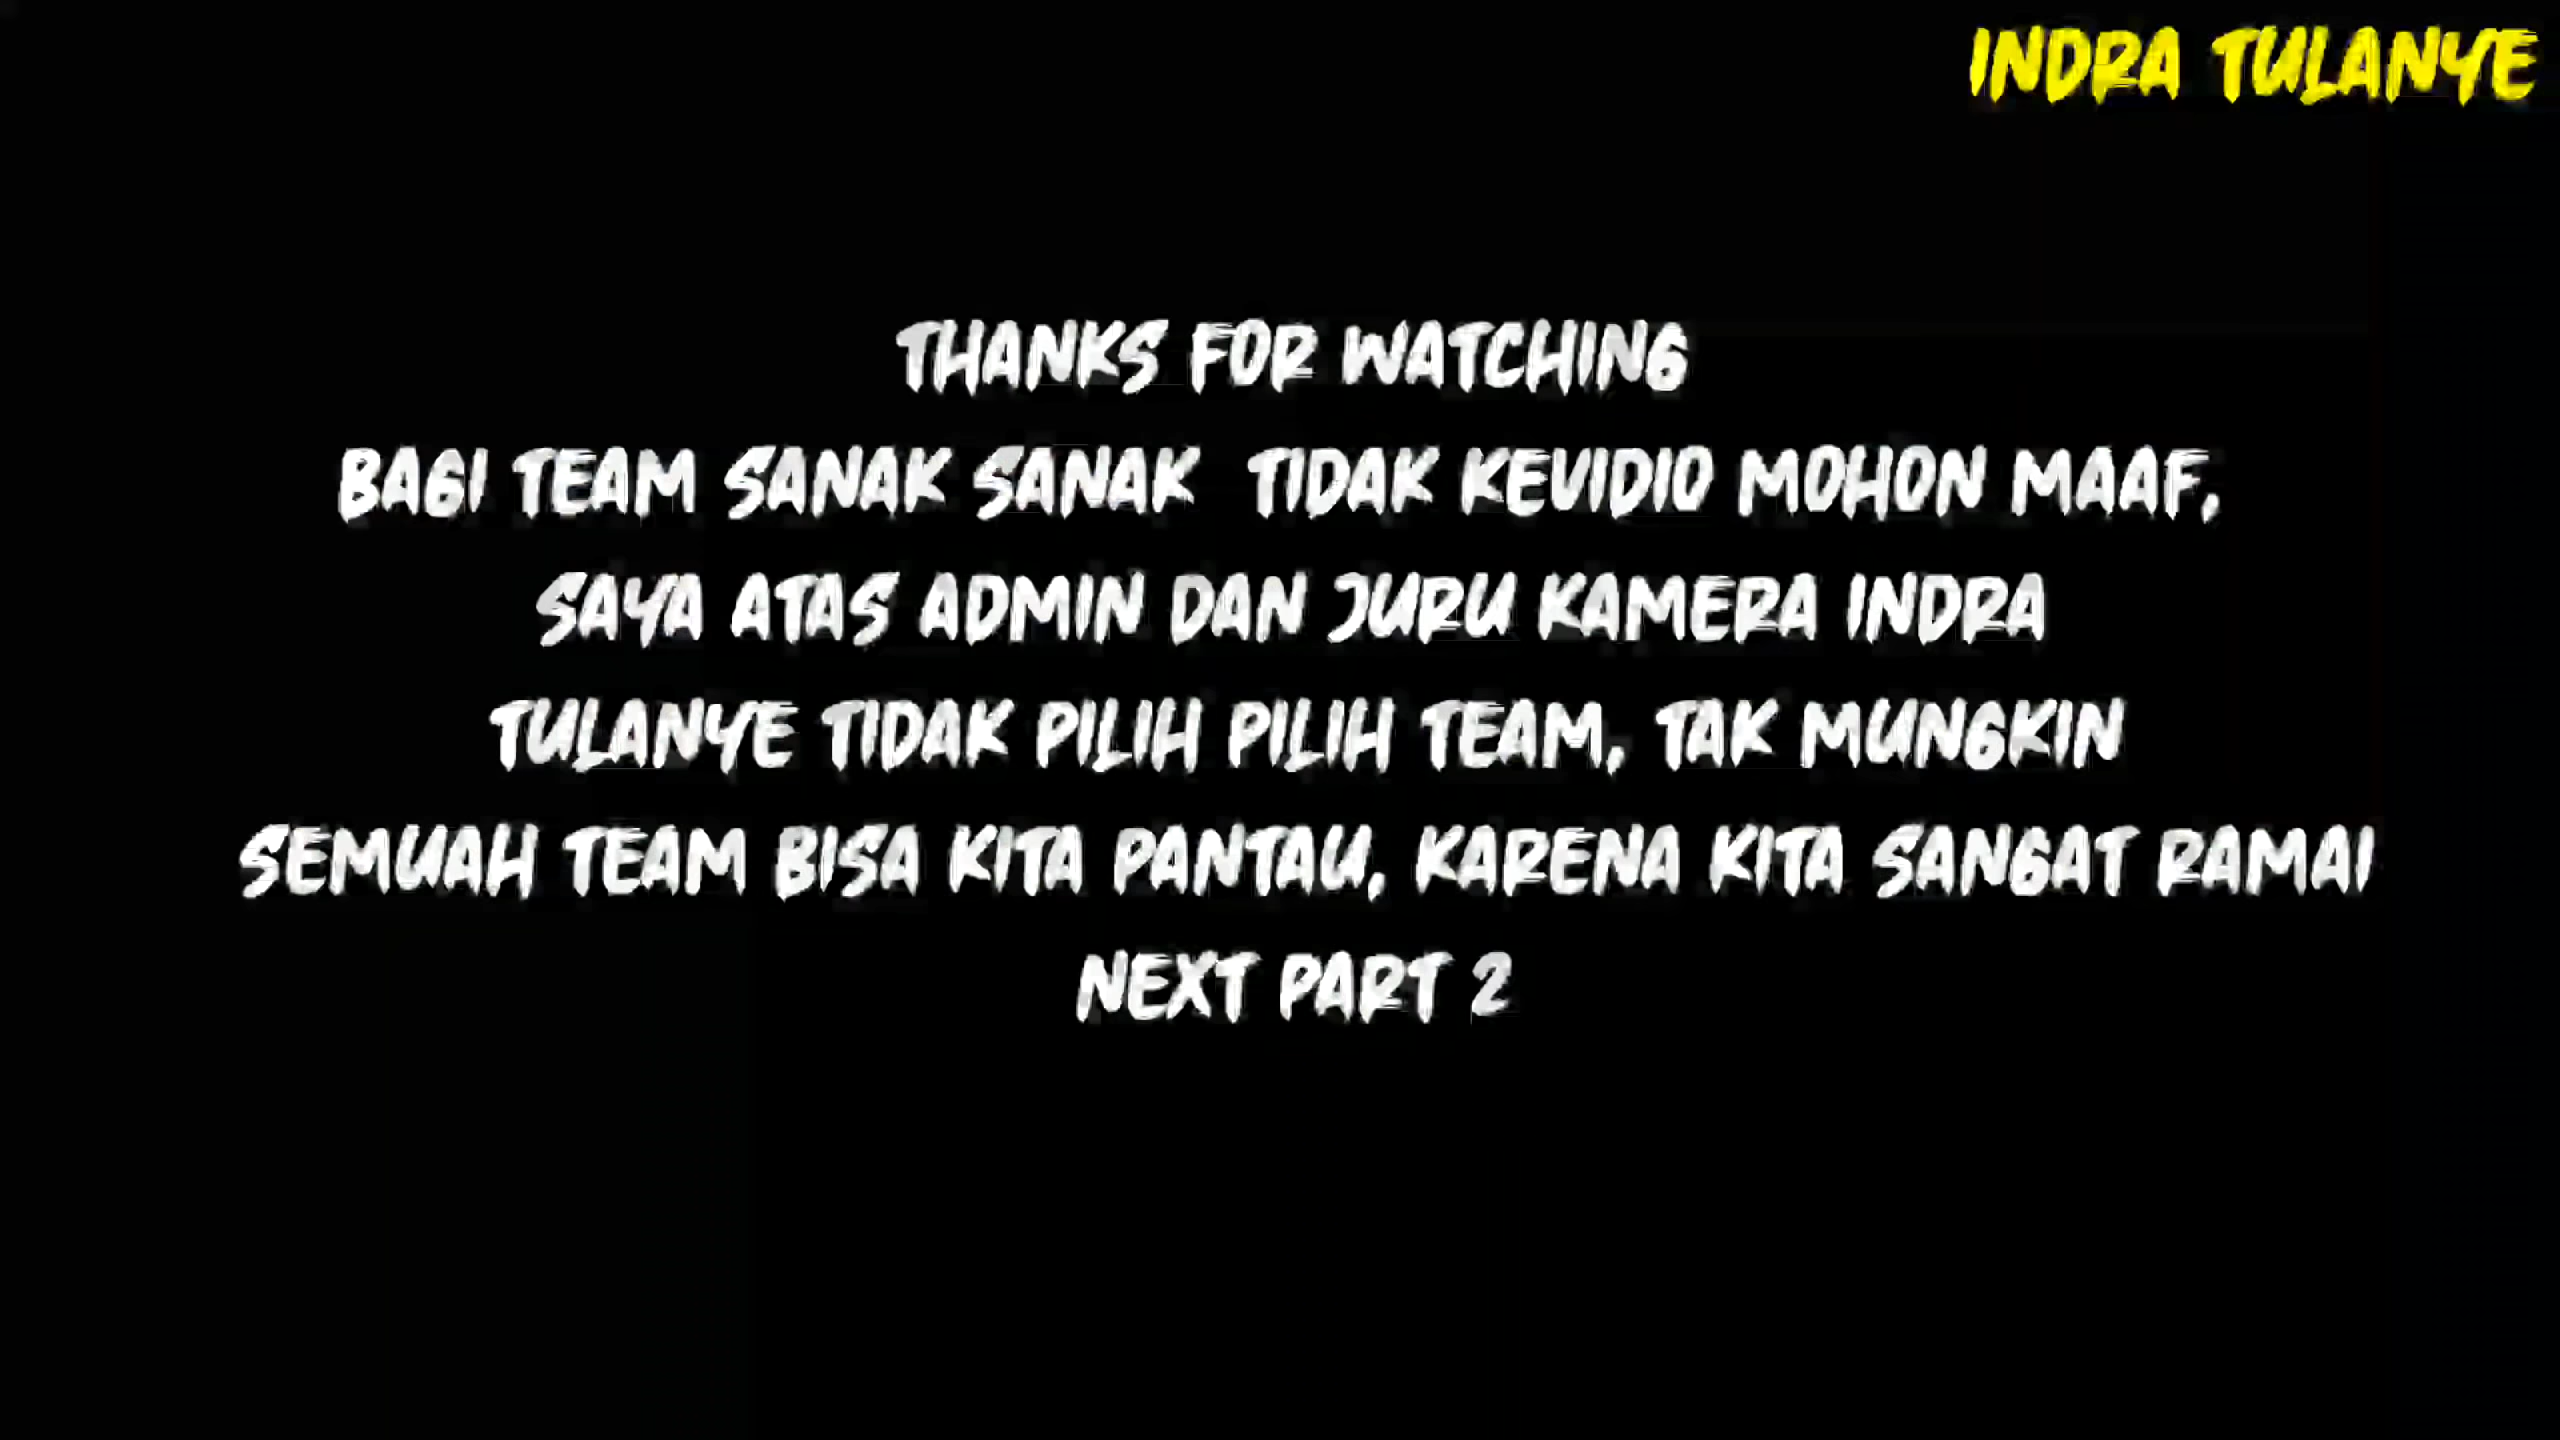 INDRA TULANYE
THANKS FOR WATCHING
BAGI TEAM SANAK SANAK  TIDAK KEVIDIO MOHON MAAF,
SAYA ATAS ADMIN DAN JURU KAMERA INDRA
TULANYE TIDAK PILIH PILIH TEAM, TAK MUNGKIN
SEMUAH TEAM BISA KITA PANTAU, KARENA KITA SANGAT RAMAI
NEXT PART 2